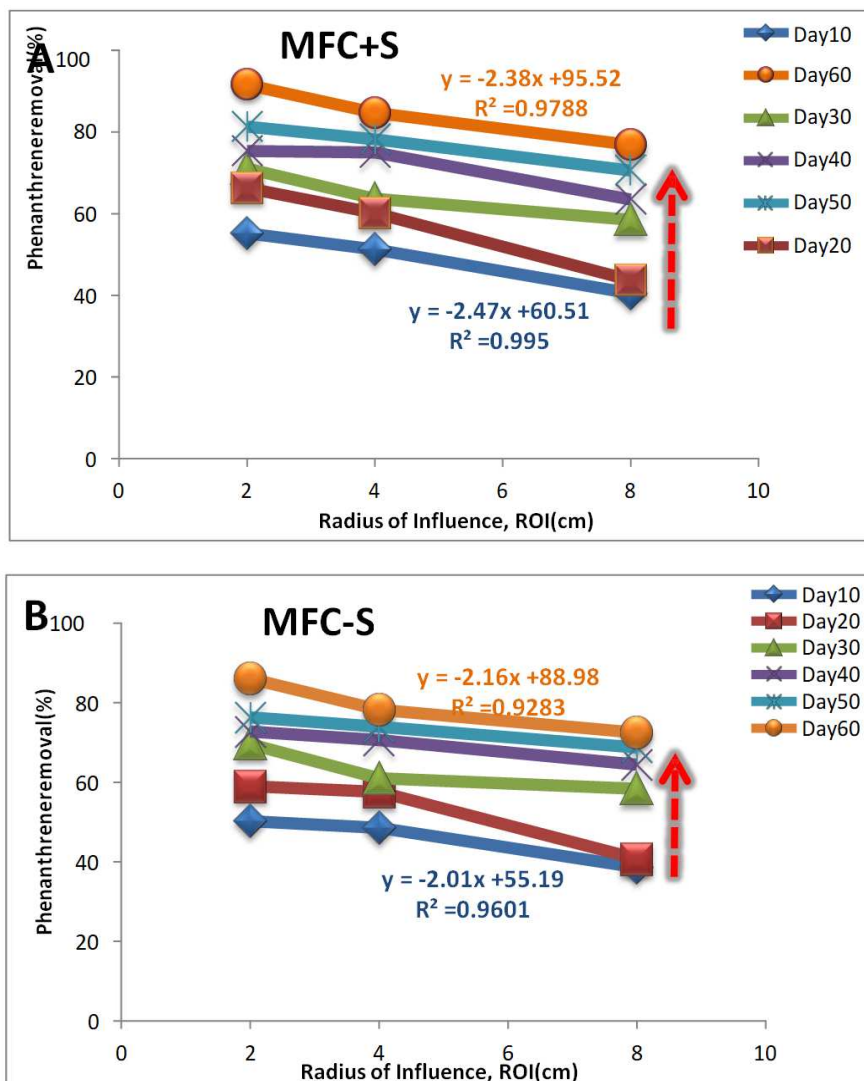 A
MFC+S
Phenanthreneremoval(%)
100
80
60
40
20
0
0 2 4 6 8 10
Radius of Influence, ROI(cm)
y = -2.38x +95.52
R² =0.9788
y = -2.47x +60.51
R² =0.995
Day10
Day60
Day30
Day40
Day50
Day20
B
MFC-S
Phenanthreneremoval(%)
100
80
60
40
20
0
0 2 4 6 8 10
Radius of Influence, ROI(cm)
y = -2.16x +88.98
R² =0.9283
y = -2.01x +55.19
R² =0.9601
Day10
Day20
Day30
Day40
Day50
Day60